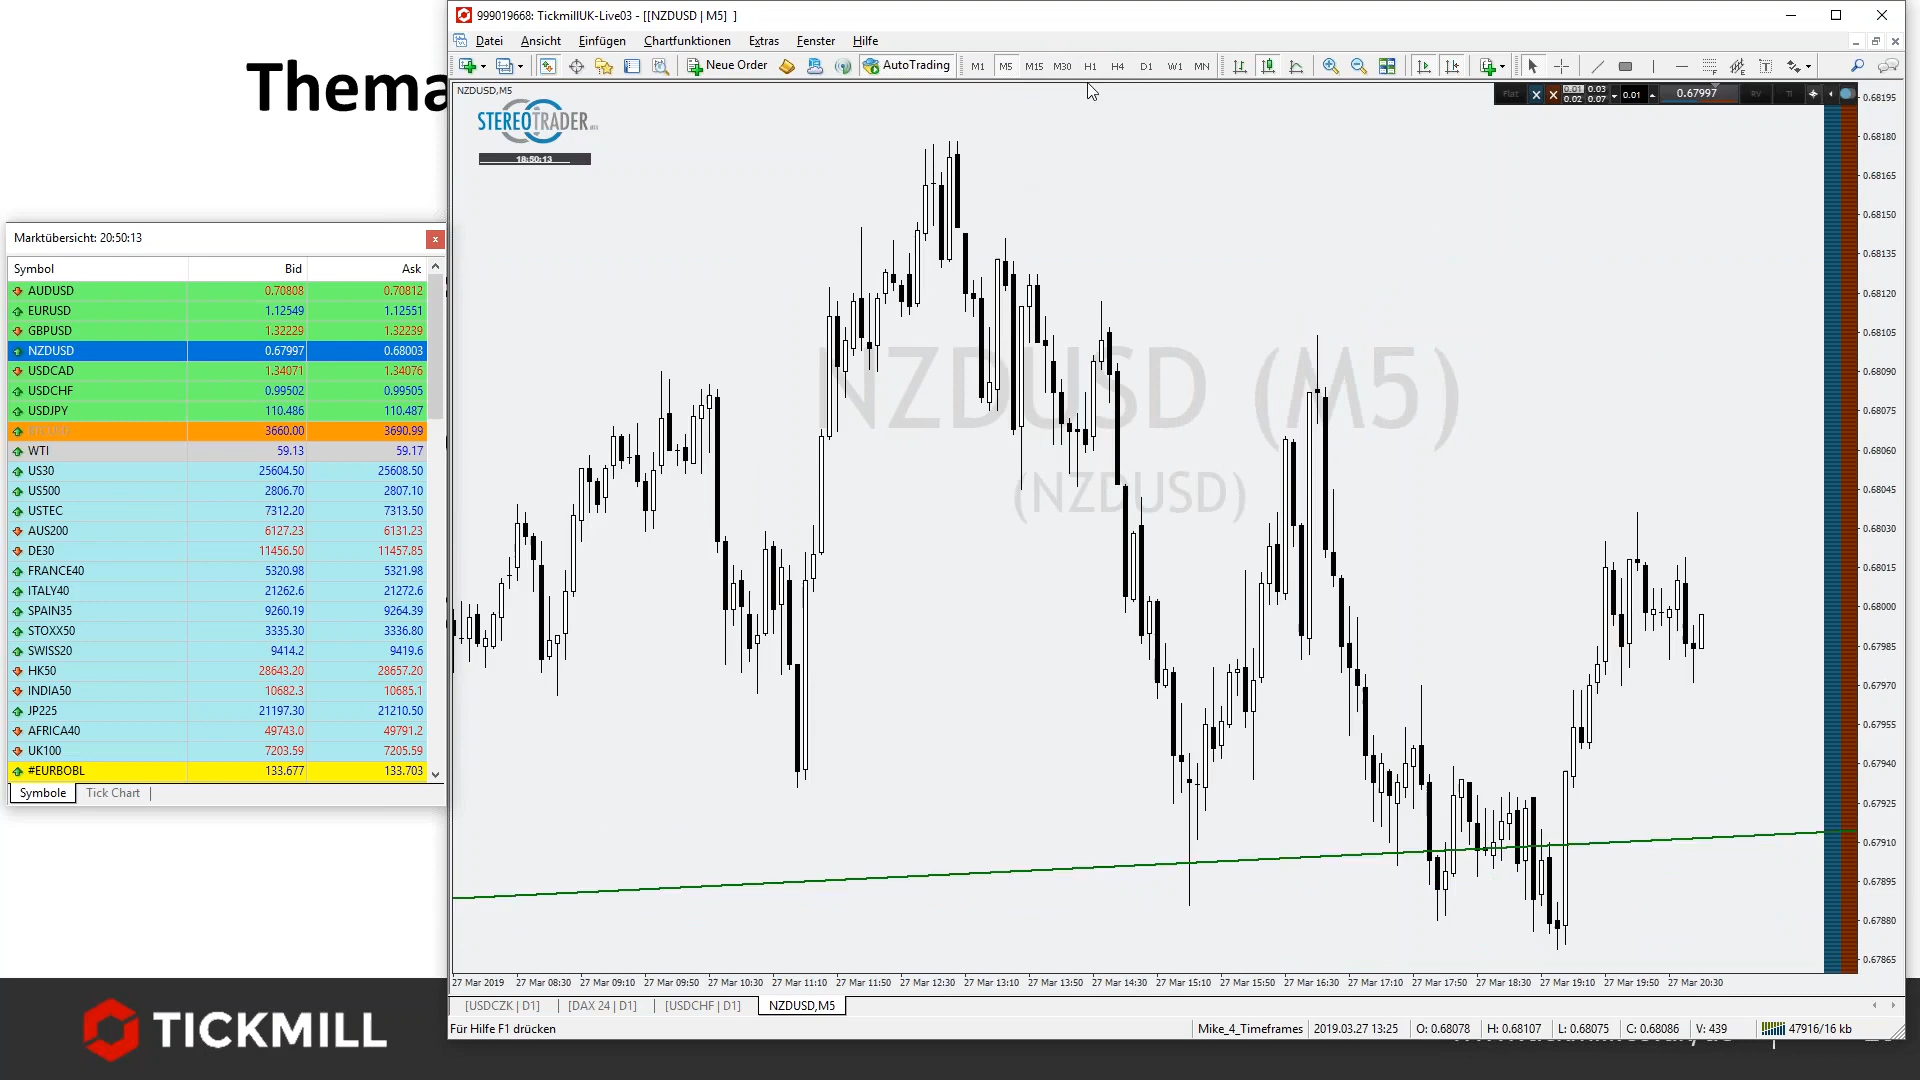 Thema
999019668: TickmillUK-Live03 - [[NZDUSD | M5] ]
Datei Ansicht Einfügen Chartfunktionen Extras Fenster Hilfe
Neue Order AutoTrading M1 M5 M15 M30 H1 H4 D1 W1 MN
NZDUSD,M5
STEREOTRADER
18:50:13
Flat X X 0.01 0.03 0.02 0.07 0.01 0.67997 RV TI
NZDUSD (M5)
(NZDUSD)
Marktübersicht: 20:50:13
Symbol Bid Ask
AUDUSD 0.70808 0.70812
EURUSD 1.12549 1.12551
GBPUSD 1.32229 1.32239
NZDUSD 0.67997 0.68003
USDCAD 1.34071 1.34076
USDCHF 0.99502 0.99505
USDJPY 110.486 110.487
3660.00 3690.99
WTI 59.13 59.17
US30 25604.50 25608.50
US500 2806.70 2807.10
USTEC 7312.20 7313.50
AUS200 6127.23 6131.23
DE30 11456.50 11457.85
FRANCE40 5320.98 5321.98
ITALY40 21262.6 21272.6
SPAIN35 9260.19 9264.39
STOXX50 3335.30 3336.80
SWISS20 9414.2 9419.6
HK50 28643.20 28657.20
INDIA50 10682.3 10685.1
JP225 21197.30 21210.50
AFRICA40 49743.0 49791.2
UK100 7203.59 7205.59
#EURBOBL 133.677 133.703
Symbole Tick Chart
0.68195
0.68180
0.68165
0.68150
0.68135
0.68120
0.68105
0.68090
0.68075
0.68060
0.68045
0.68030
0.68015
0.68000
0.67985
0.67970
0.67955
0.67940
0.67925
0.67910
0.67895
0.67880
0.67865
27 Mar 2019 27 Mar 08:30 27 Mar 09:10 27 Mar 09:50 27 Mar 10:30 27 Mar 11:10 27 Mar 11:50 27 Mar 12:30 27 Mar 13:10 27 Mar 13:50 27 Mar 14:30 27 Mar 15:10 27 Mar 15:50 27 Mar 16:30 27 Mar 17:10 27 Mar 17:50 27 Mar 18:30 27 Mar 19:10 27 Mar 19:50 27 Mar 20:30
[USDCZK | D1] [DAX 24 | D1] [USDCHF | D1] NZDUSD,M5
Für Hilfe F1 drücken Mike_4_Timeframes 2019.03.27 13:25 O: 0.68078 H: 0.68107 L: 0.68075 C: 0.68086 V: 439 47916/16 kb
TICKMILL